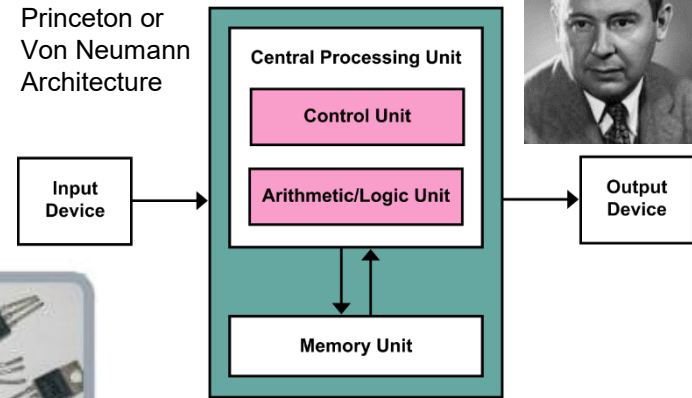 Princeton or
Von Neumann
Architecture
Central Processing Unit
Control Unit
Arithmetic/Logic Unit
Input
Device
Output
Device
Memory Unit